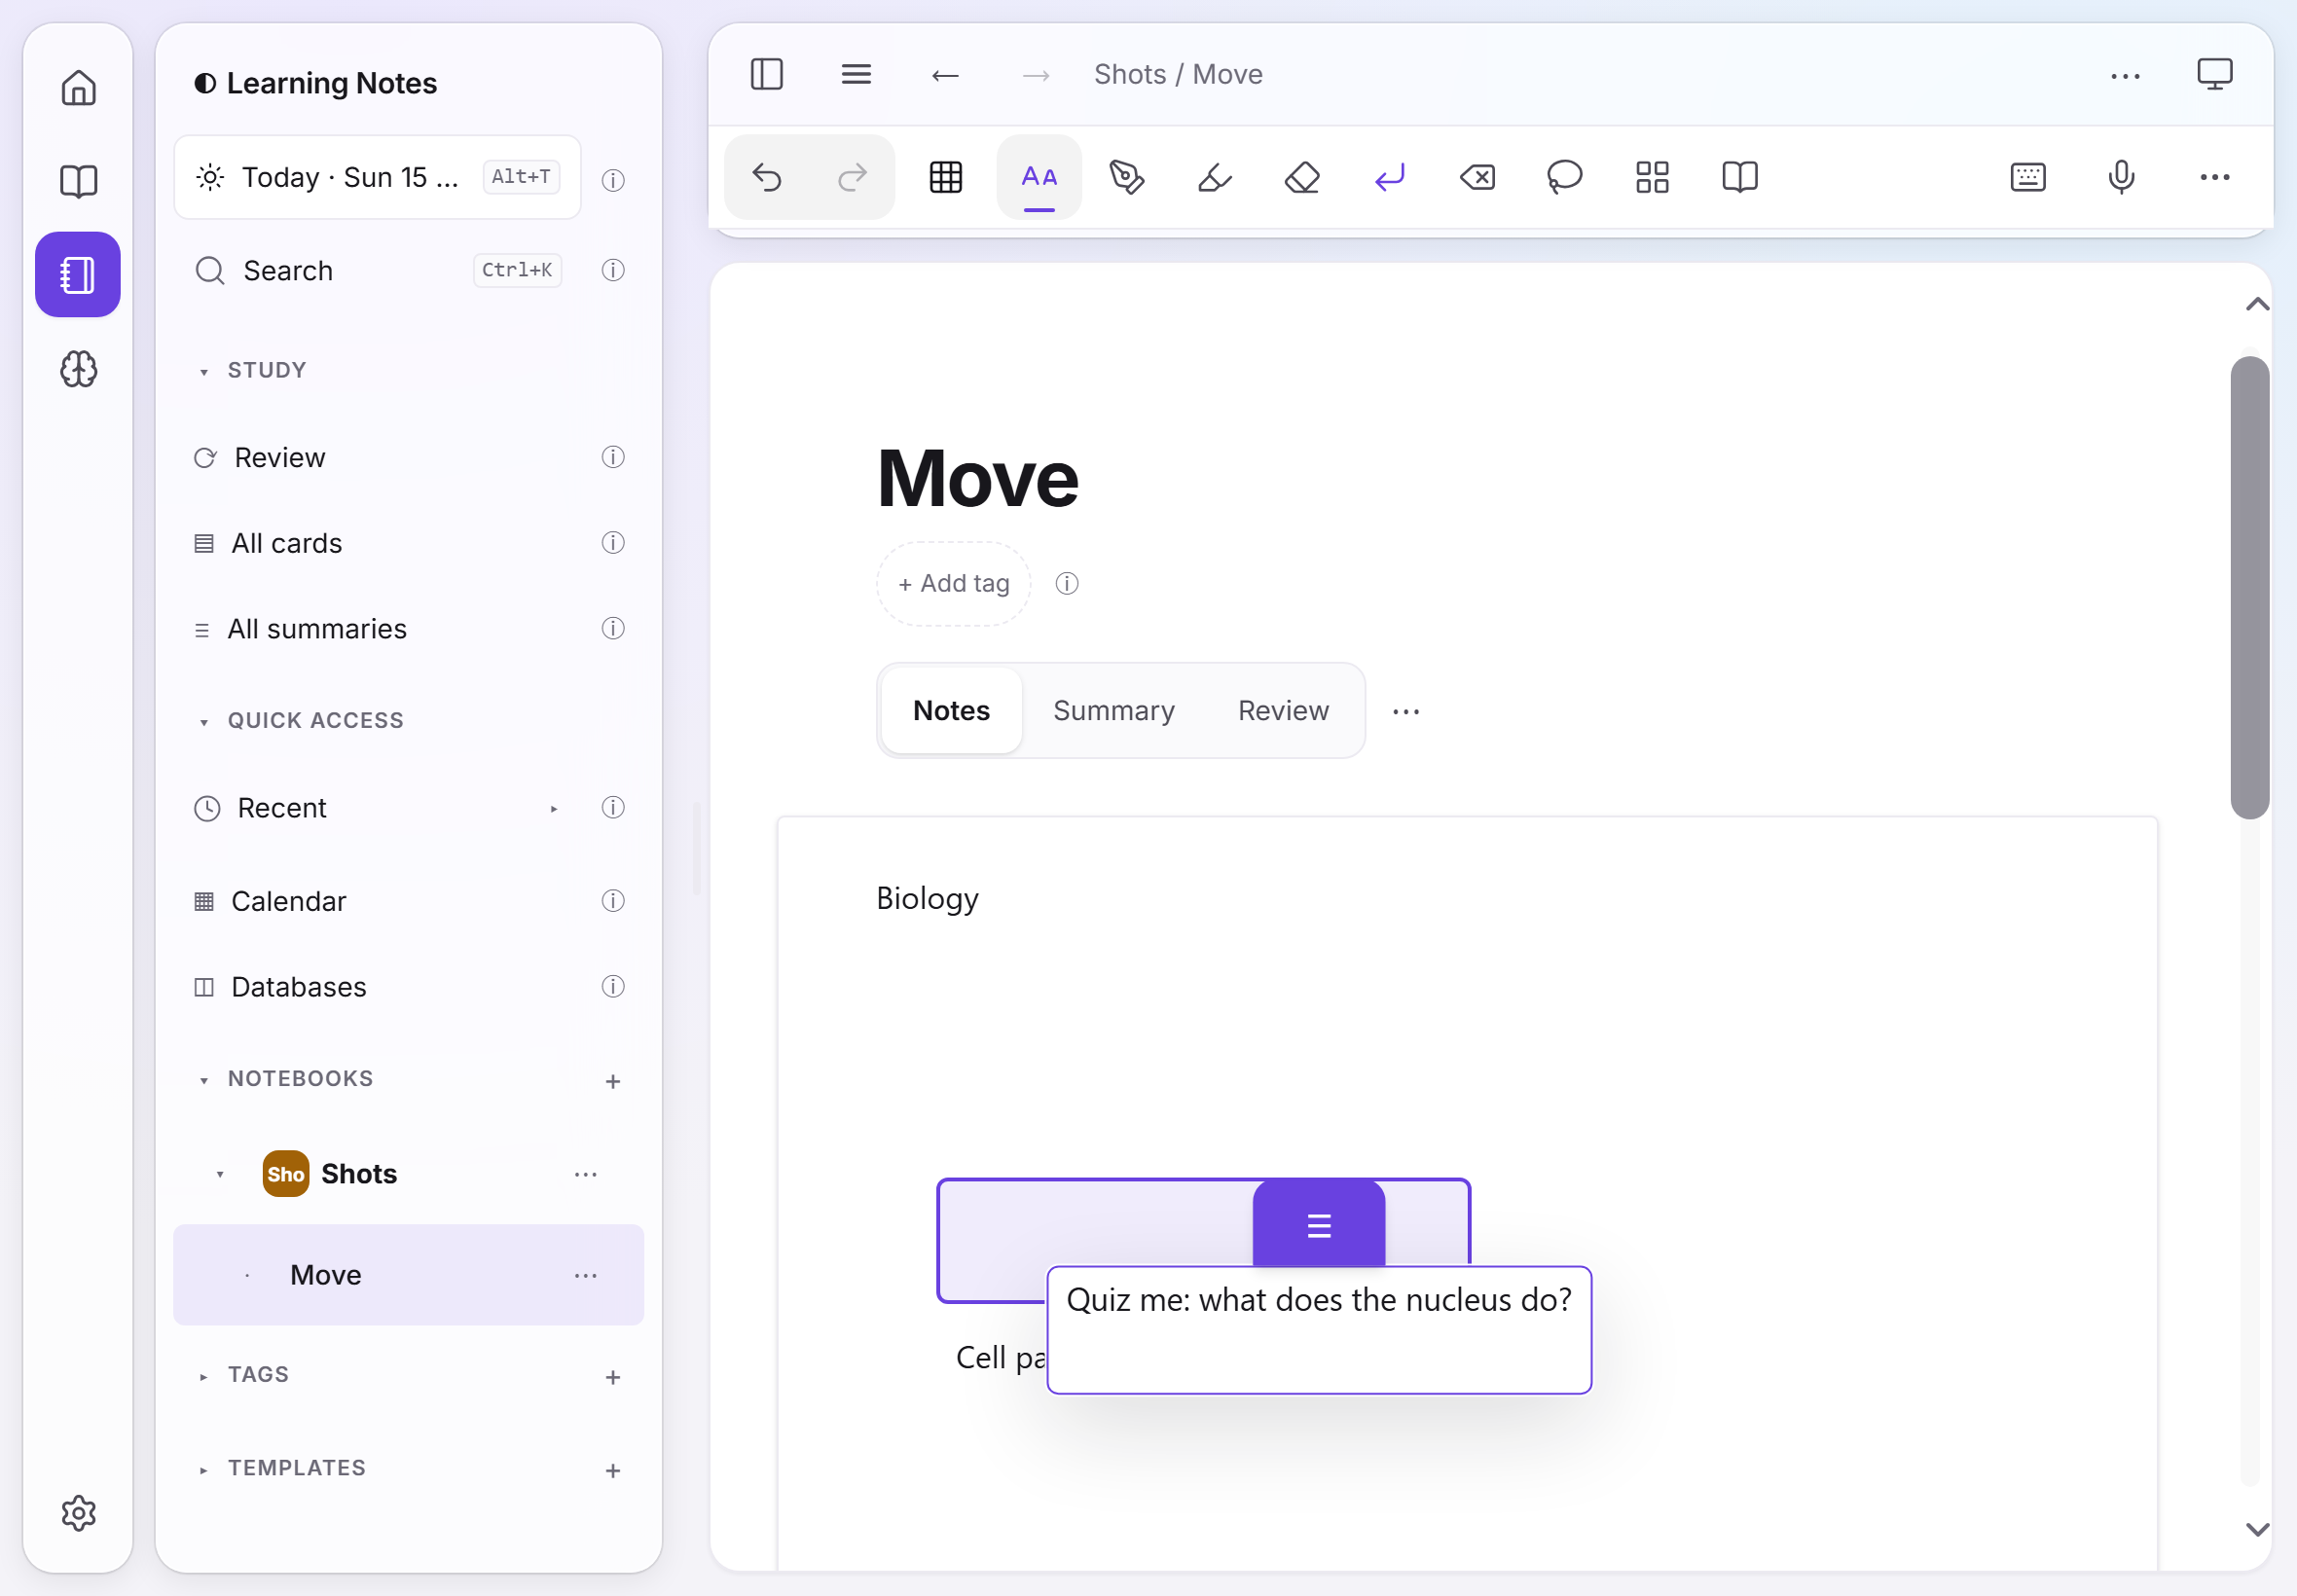 Learning Notes
Today · Sun 15 ... Alt+T
Search Ctrl+K
STUDY
Review
All cards
All summaries
QUICK ACCESS
Recent
Calendar
Databases
NOTEBOOKS
Sho Shots
Move
TAGS
TEMPLATES
Shots / Move
AA
Move
+ Add tag
Notes Summary Review
Biology
Quiz me: what does the nucleus do?
Cell